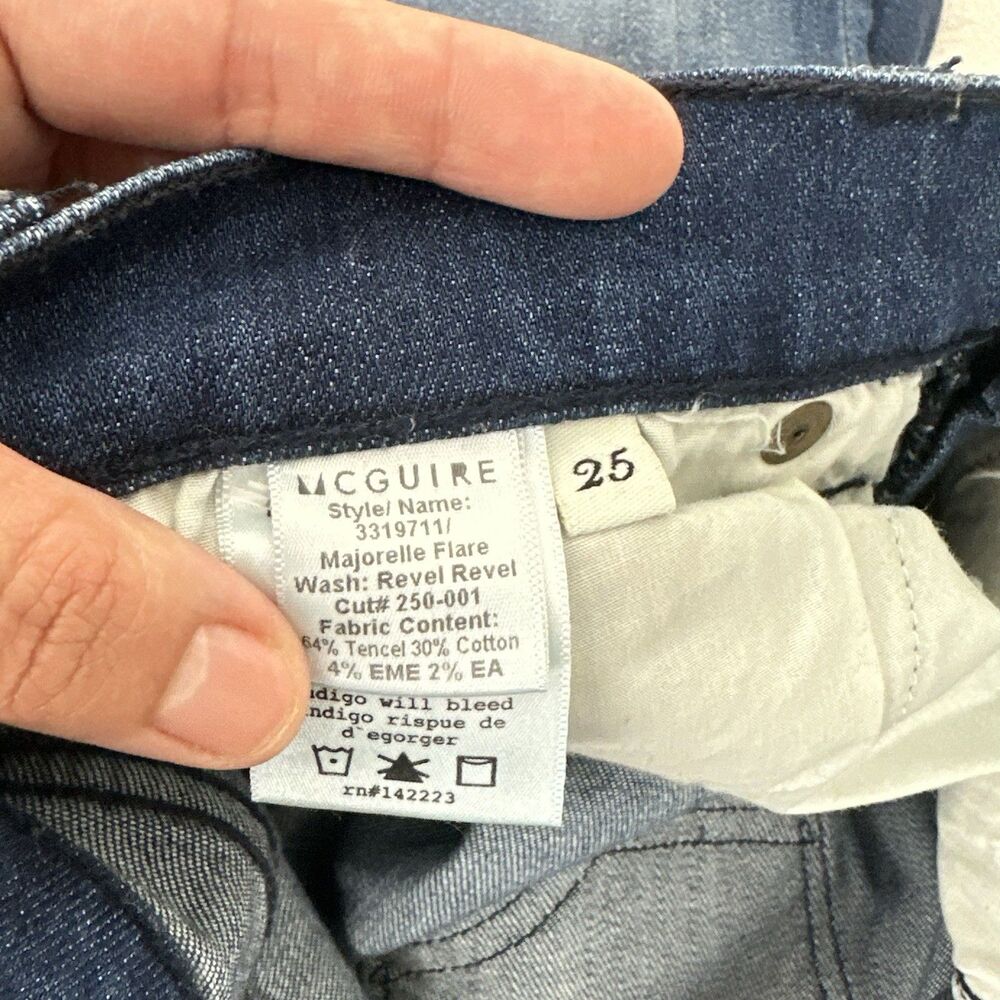 MCGUIRE
Style/ Name:
3319711/
Majorelle Flare
Wash: Revel Revel
Cut# 250-001
Fabric Content:
64% Tencel 30% Cotton
4% EME 2% EA
25
ndigo will bleed
ndigo rispue de
d`egorger
rn#142223